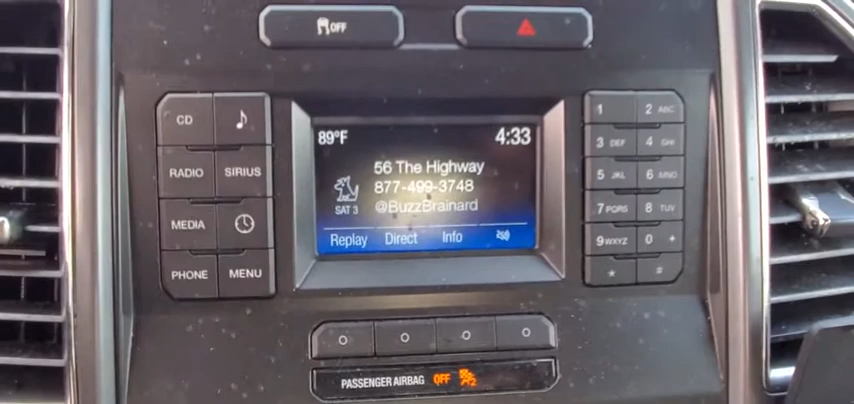 OFF
CD
RADIO SIRIUS
MEDIA
PHONE MENU
89°F 4:33
56 The Highway
877-499-3748
@BuzzBrainard
SAT 3
Replay Direct Info
1 2 ABC
3 DEF 4 GHI
5 JKL 6 MNO
7 PQRS 8 TUV
9 WXYZ 0 +
* #
PASSENGER AIRBAG OFF 2